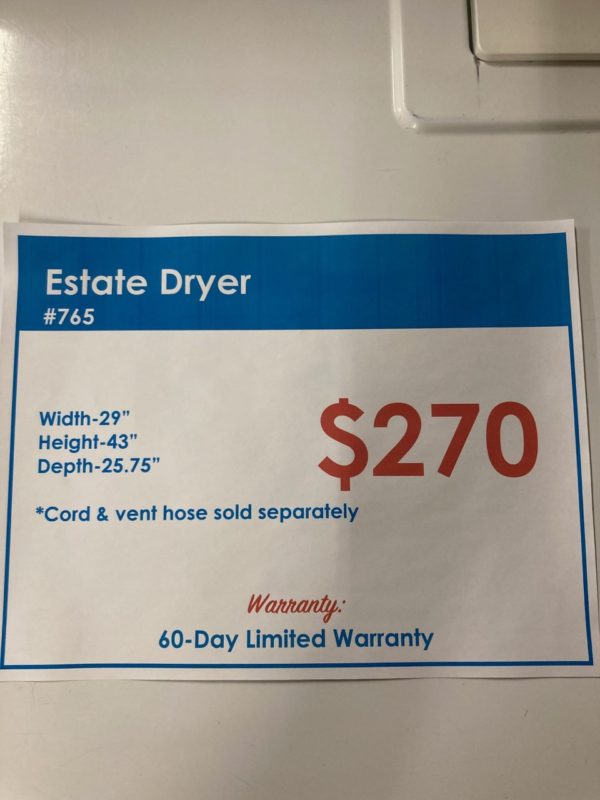 Estate Dryer
#765
Width-29”
Height-43”
Depth-25.75”
$270
*Cord & vent hose sold separately
Warranty:
60-Day Limited Warranty